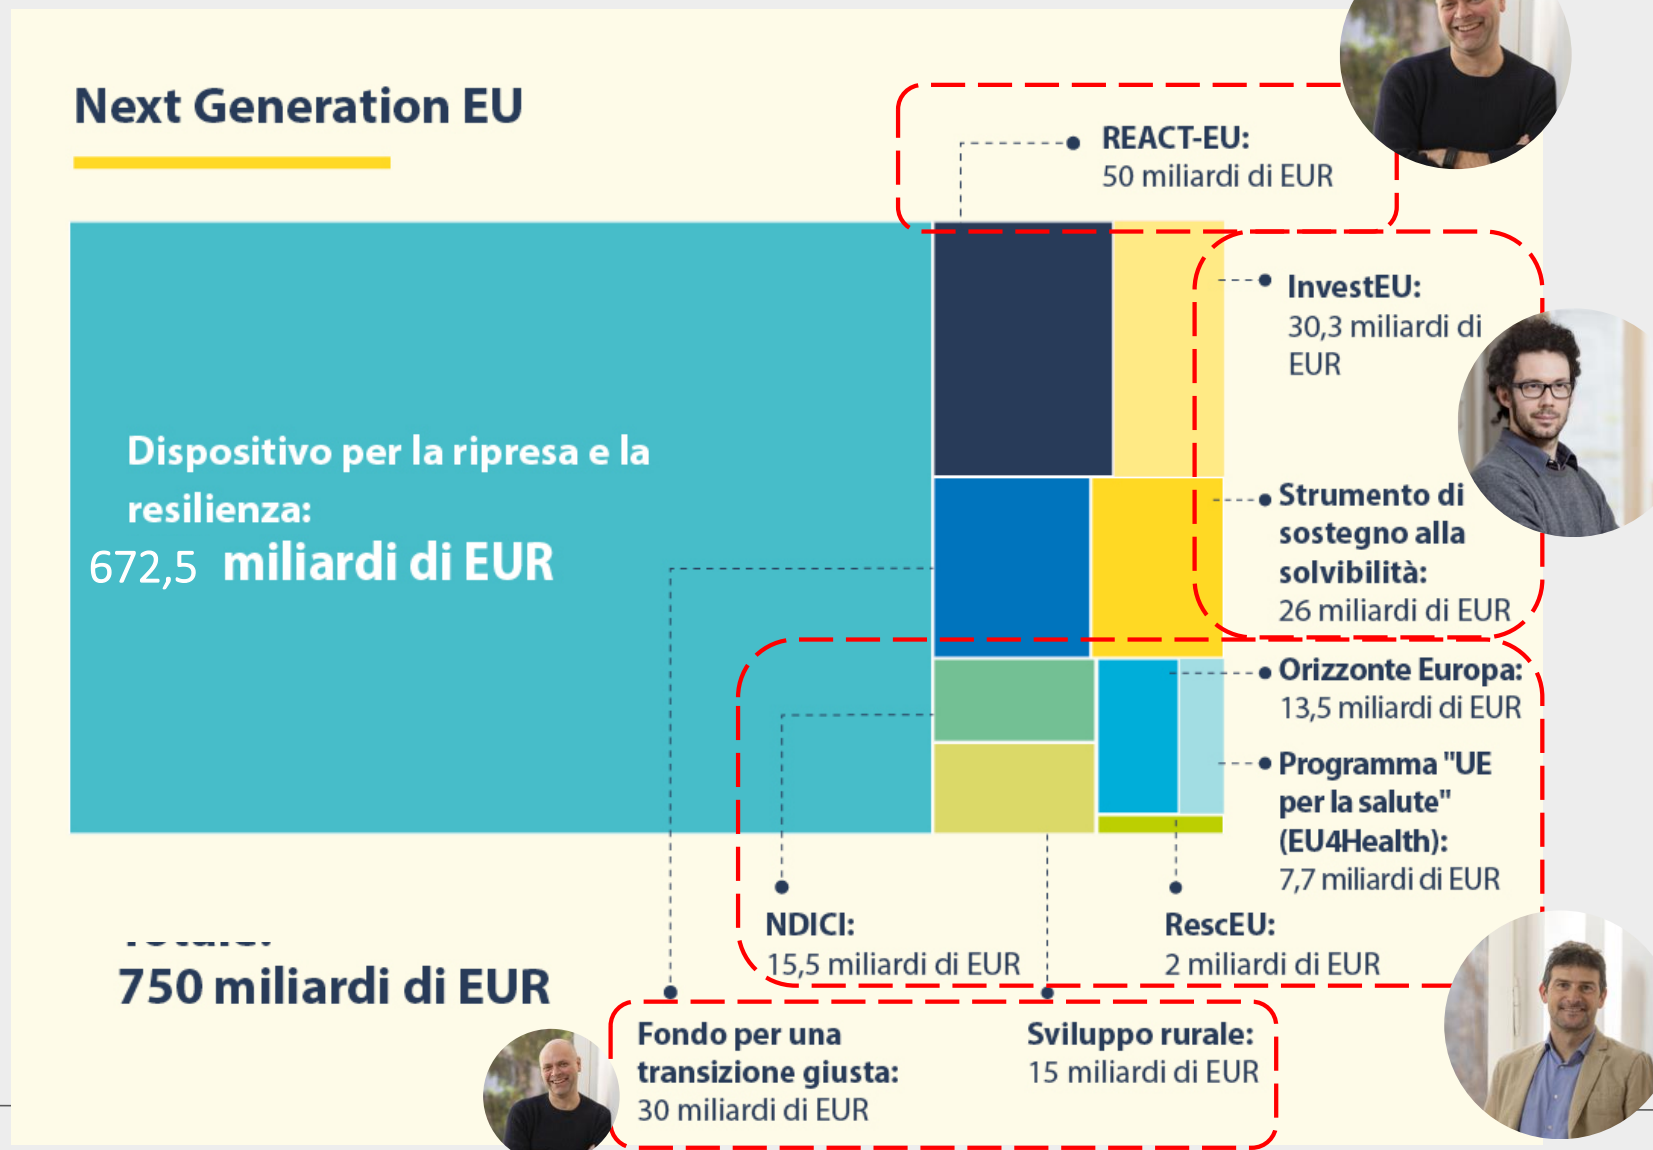 Next Generation EU
REACT-EU:
50 miliardi di EUR
InvestEU:
30,3 miliardi di
EUR
Dispositivo per la ripresa e la
resilienza:
672,5 miliardi di EUR
Strumento di
sostegno alla
solvibilità:
26 miliardi di EUR
Orizzonte Europa:
13,5 miliardi di EUR
Programma "UE
per la salute"
(EU4Health):
7,7 miliardi di EUR
NDICI:
15,5 miliardi di EUR
RescEU:
2 miliardi di EUR
750 miliardi di EUR
Fondo per una
transizione giusta:
30 miliardi di EUR
Sviluppo rurale:
15 miliardi di EUR